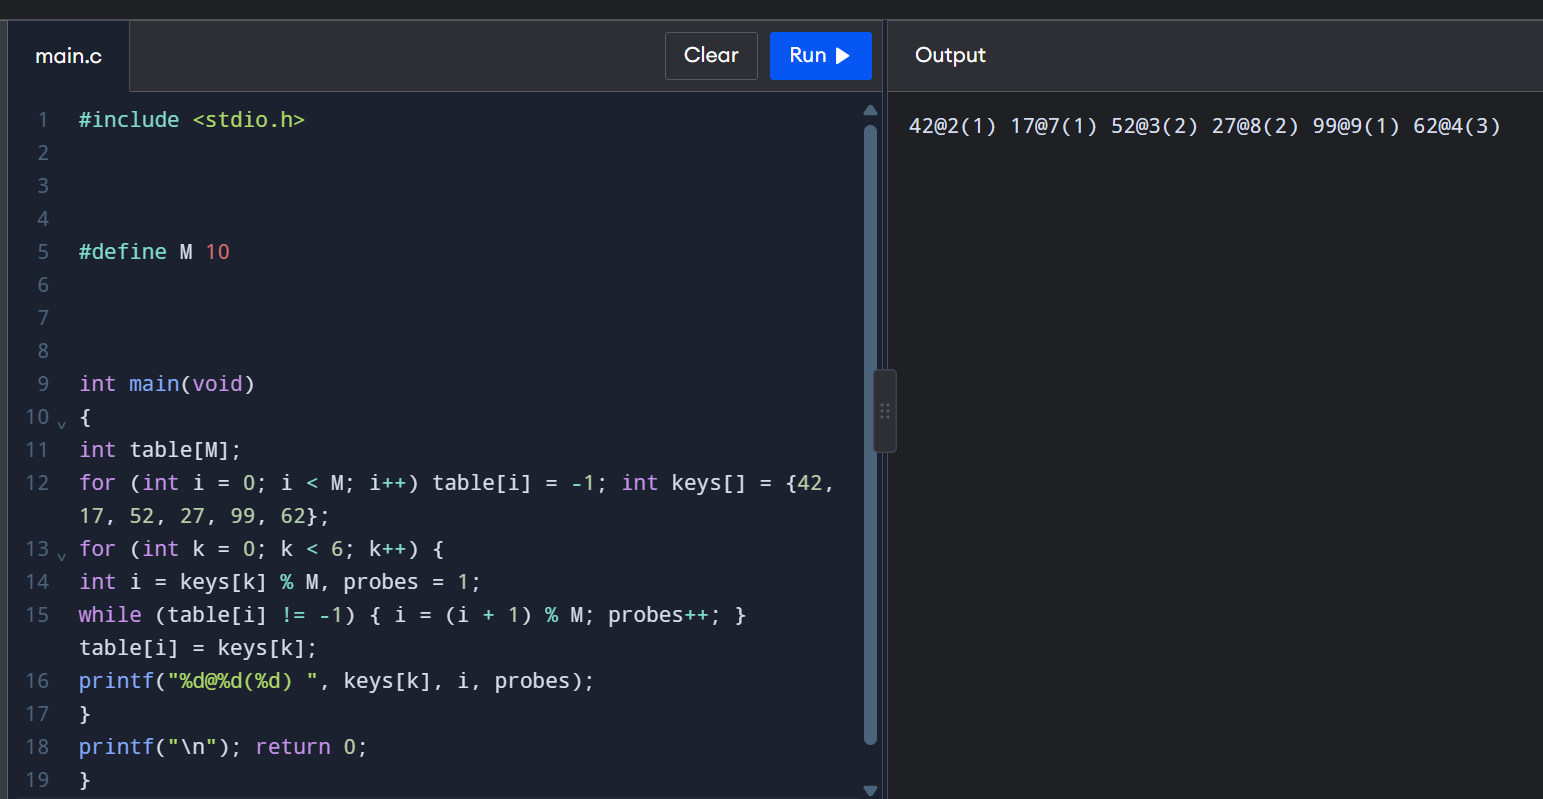 main.c
Clear
Run
Output
1 #include <stdio.h>
2
3
4
5 #define M 10
6
7
8
9 int main(void)
10 {
11 int table[M];
12 for (int i = 0; i < M; i++) table[i] = -1; int keys[] = {42,
17, 52, 27, 99, 62};
13 for (int k = 0; k < 6; k++) {
14 int i = keys[k] % M, probes = 1;
15 while (table[i] != -1) { i = (i + 1) % M; probes++; }
table[i] = keys[k];
16 printf("%d@%d(%d) ", keys[k], i, probes);
17 }
18 printf("\n"); return 0;
19 }
42@2(1) 17@7(1) 52@3(2) 27@8(2) 99@9(1) 62@4(3)